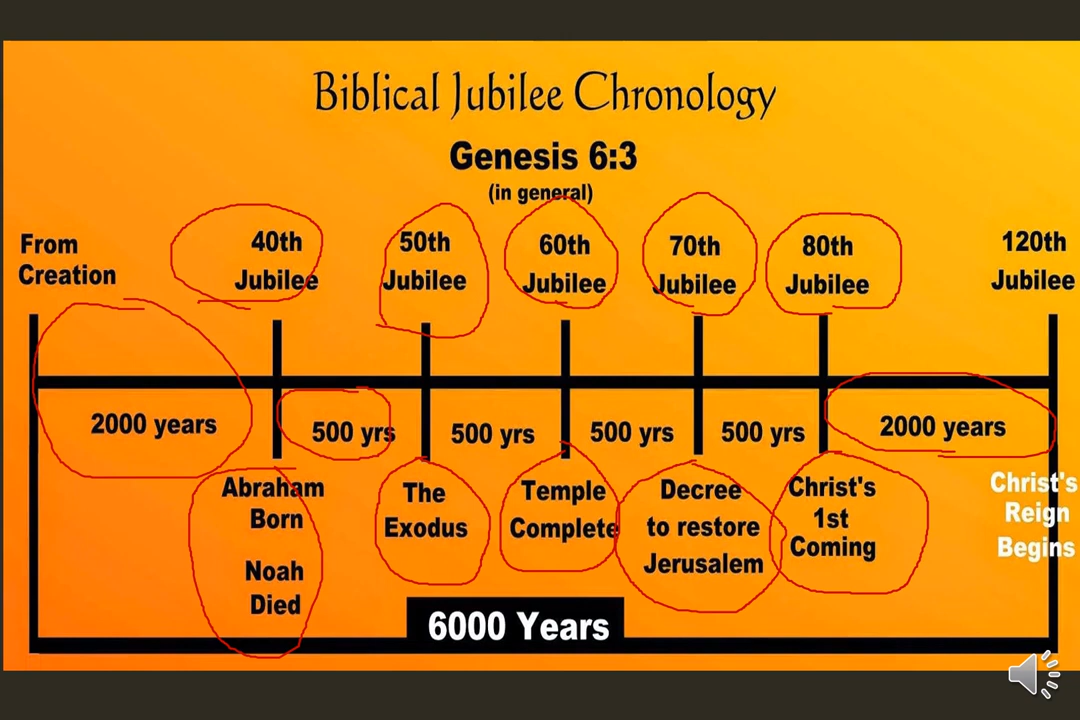 Biblical Jubilee Chronology
Genesis 6:3
(in general)
From
Creation
40th
Jubilee
50th
Jubilee
60th
Jubilee
70th
Jubilee
80th
Jubilee
120th
Jubilee
2000 years
500 yrs
500 yrs
500 yrs
500 yrs
2000 years
Abraham
Born
Noah
Died
The
Exodus
Temple
Complete
Decree
to restore
Jerusalem
Christ's
1st
Coming
Christ's
Reign
Begins
6000 Years